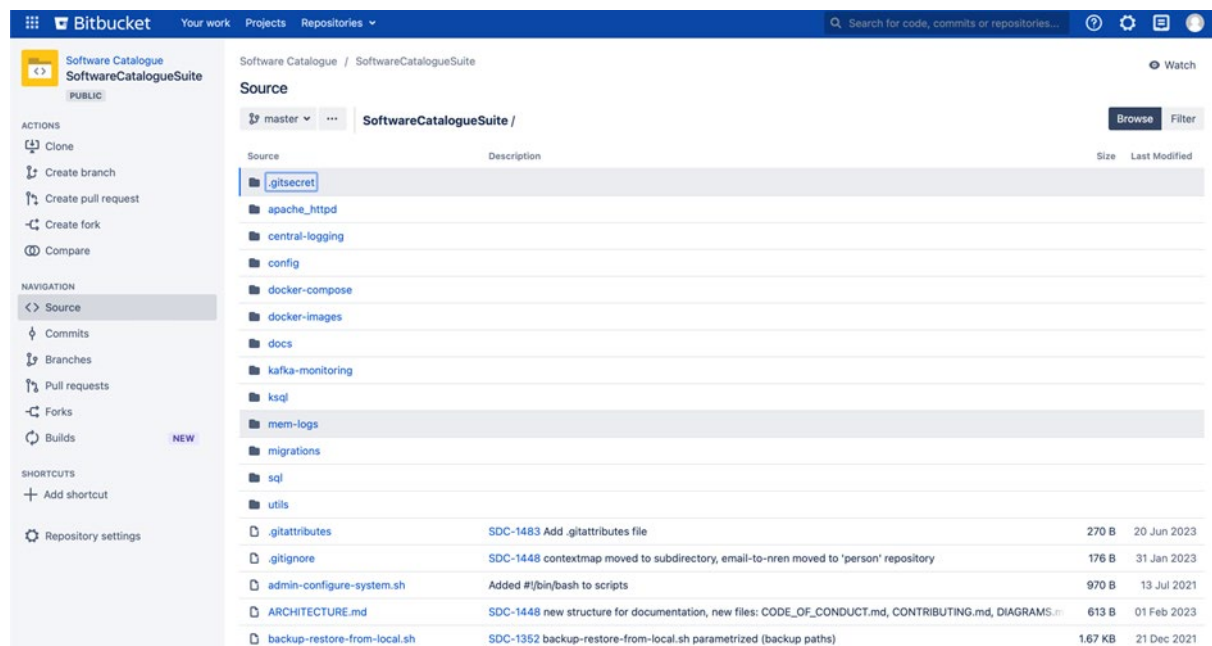 Bitbucket Your work Projects Repositories Search for code, commits or repositories...
Software Catalogue
SoftwareCatalogueSuite
PUBLIC
ACTIONS
Clone
Create branch
Create pull request
Create fork
Compare
NAVIGATION
Source
Commits
Branches
Pull requests
Forks
Builds NEW
SHORTCUTS
Add shortcut
Repository settings
Software Catalogue / SoftwareCatalogueSuite
Watch
Source
master ... SoftwareCatalogueSuite /
Browse Filter
Source Description Size Last Modified
.gitsecret
apache_httpd
central-logging
config
docker-compose
docker-images
docs
kafka-monitoring
ksql
mem-logs
migrations
sql
utils
.gitattributes SDC-1483 Add .gitattributes file 270 B 20 Jun 2023
.gitignore SDC-1448 contextmap moved to subdirectory, email-to-nren moved to 'person' repository 176 B 31 Jan 2023
admin-configure-system.sh Added #!/bin/bash to scripts 970 B 13 Jul 2021
ARCHITECTURE.md SDC-1448 new structure for documentation, new files: CODE_OF_CONDUCT.md, CONTRIBUTING.md, DIAGRAMS.m 613 B 01 Feb 2023
backup-restore-from-local.sh SDC-1352 backup-restore-from-local.sh parametrized (backup paths) 1.67 KB 21 Dec 2021